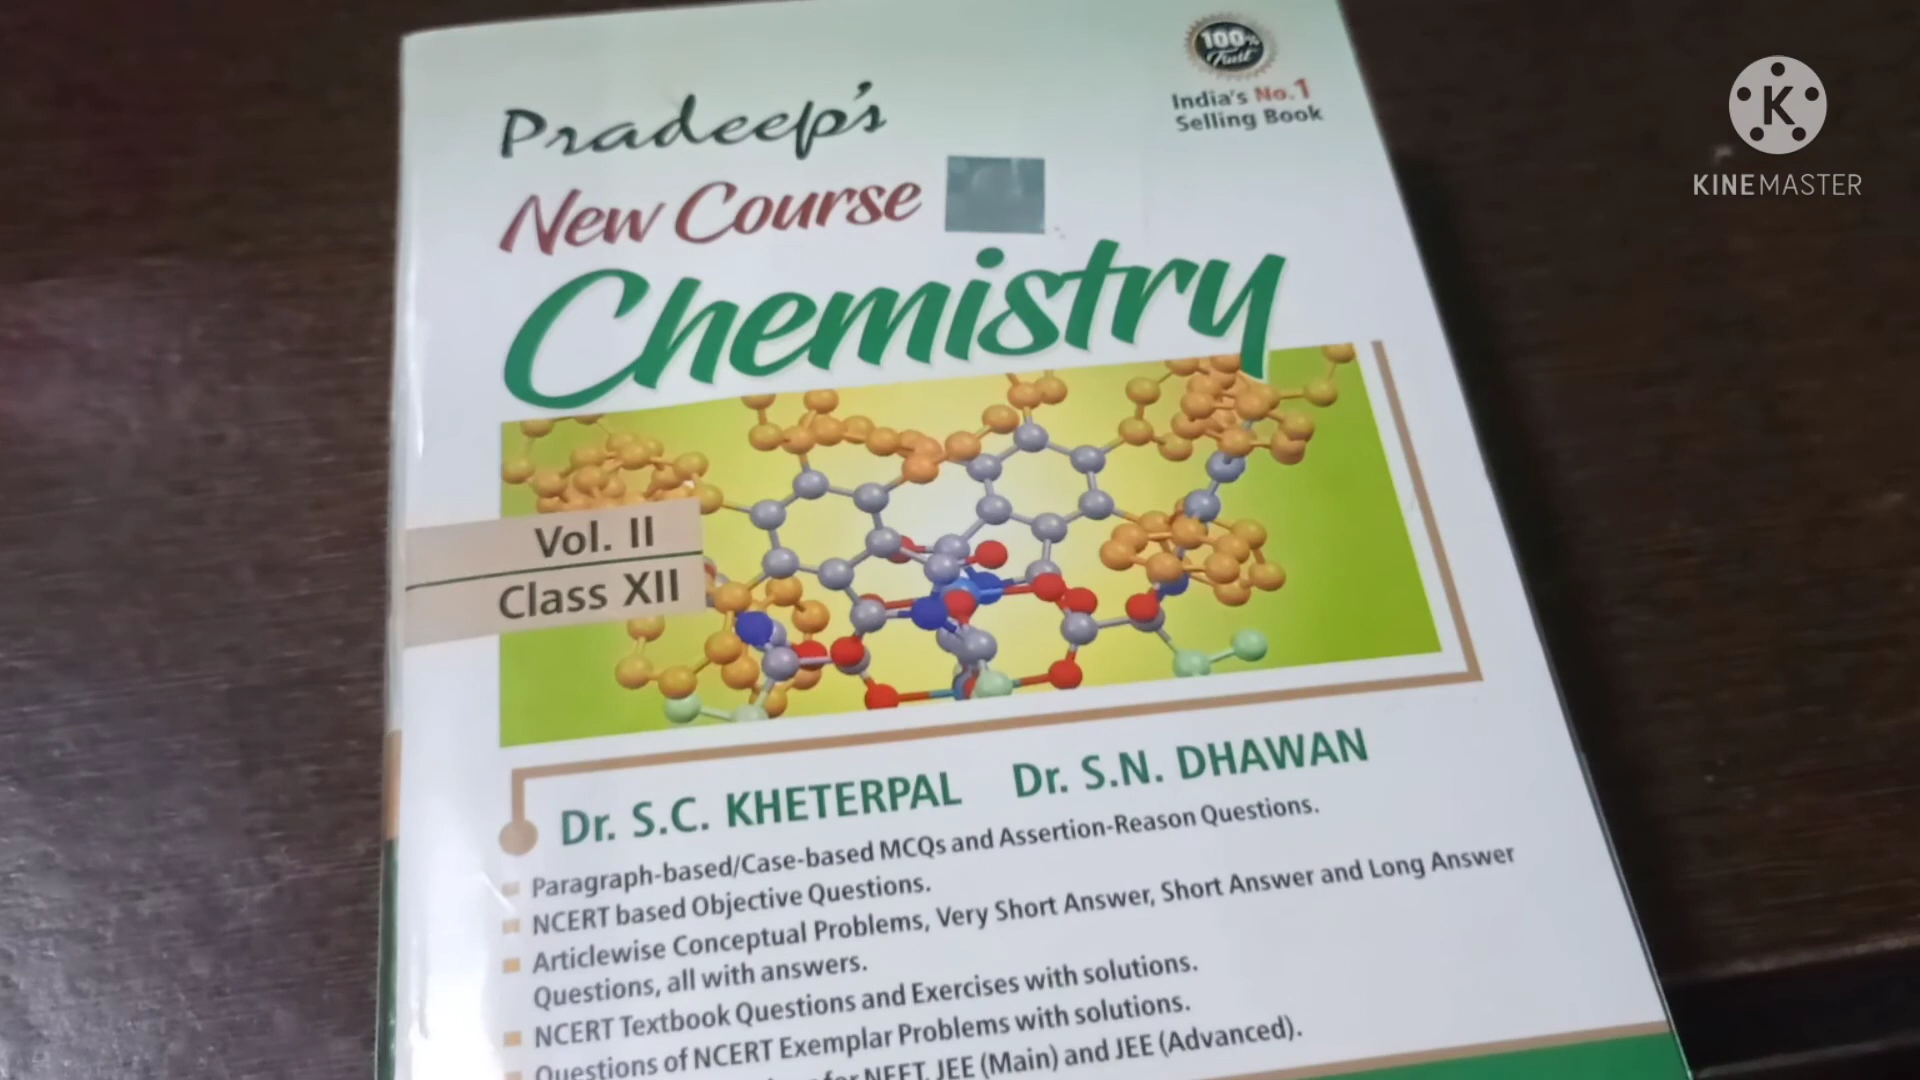 100%
Trust
India's No.1
Selling Book
Pradeep's
New Course
Chemistry
Vol. II
Class XII
Dr. S.C. KHETERPAL Dr. S.N. DHAWAN
Paragraph-based/Case-based MCQs and Assertion-Reason Questions.
NCERT based Objective Questions.
Articlewise Conceptual Problems, Very Short Answer, Short Answer and Long Answer
Questions, all with answers.
NCERT Textbook Questions and Exercises with solutions.
Questions of NCERT Exemplar Problems with solutions.
for NEET, JEE (Main) and JEE (Advanced).
K
KINEMASTER